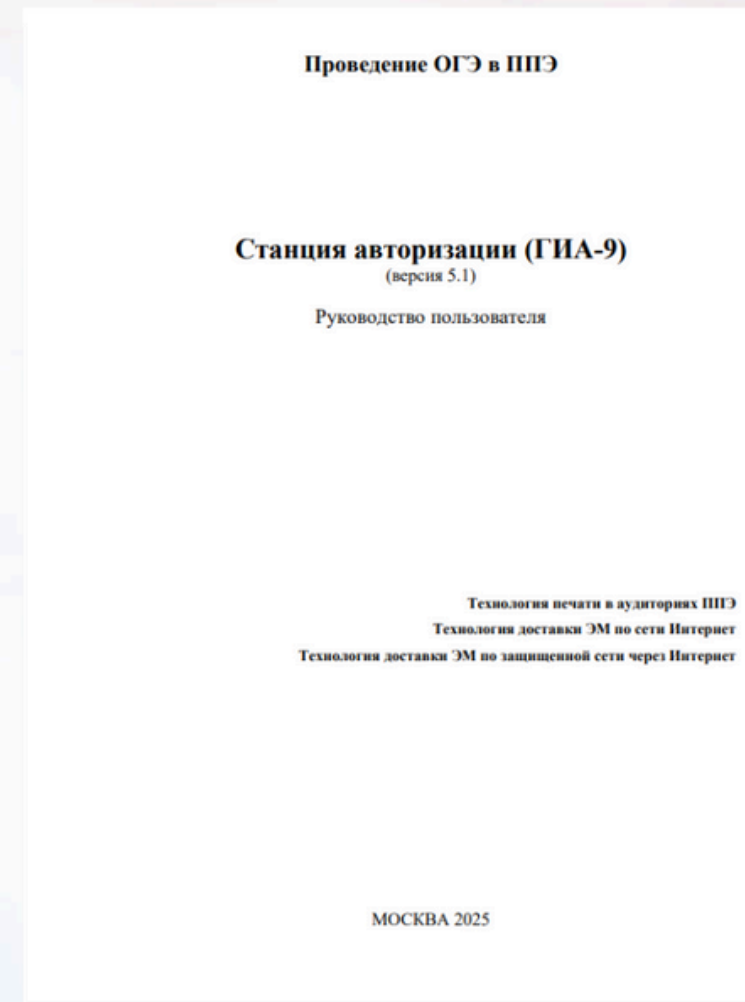 Проведение ОГЭ в ППЭ
Станция авторизации (ГИА-9)
(версия 5.1)
Руководство пользователя
Технология печати в аудиториях ППЭ
Технология доставки ЭМ по сети Интернет
Технология доставки ЭМ по защищенной сети через Интернет
МОСКВА 2025